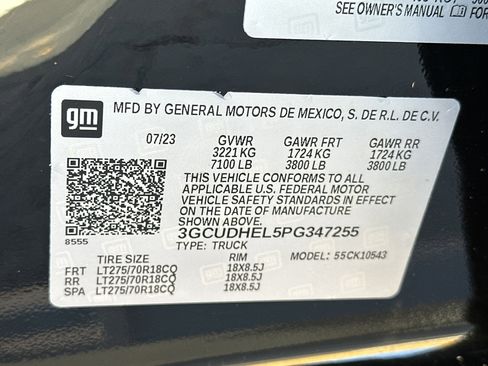 SEE OWNER'S MANUAL FOR
gm
MFD BY GENERAL MOTORS DE MEXICO, S. DE R.L. DE C.V.
07/23 GVWR GAWR FRT GAWR RR
3221 KG 1724 KG 1724 KG
7100 LB 3800 LB 3800 LB
THIS VEHICLE CONFORMS TO ALL
APPLICABLE U.S. FEDERAL MOTOR
VEHICLE SAFETY STANDARDS IN EFFECT
ON THE DATE OF MANUFACTURE SHOWN ABOVE.
8555 3GCUDHEL5PG347255
TYPE: TRUCK MODEL: 55CK10543
TIRE SIZE RIM
FRT LT275/70R18CQ 18X8.5J
RR LT275/70R18CQ 18X8.5J
SPA LT275/70R18CQ 18X8.5J